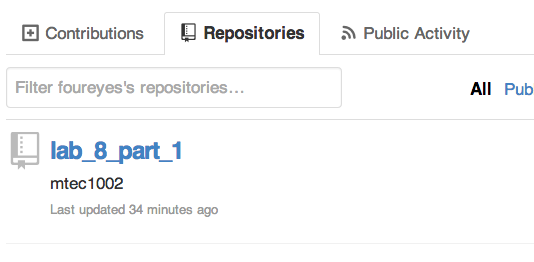 Contributions Repositories Public Activity
Filter foureyes's repositories... All Pub
lab_8_part_1
mtec1002
Last updated 34 minutes ago